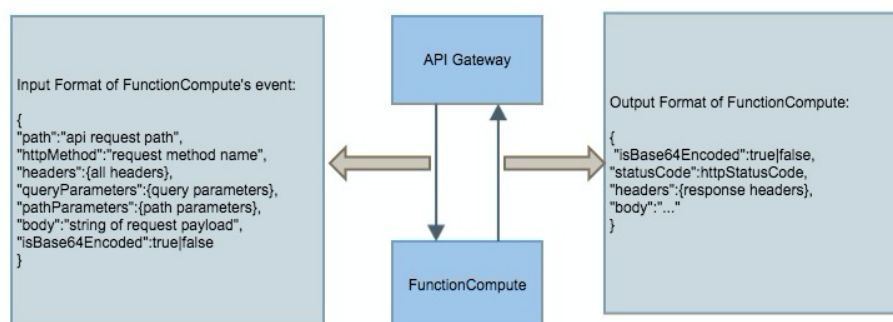 Input Format of FunctionCompute's event:
{
"path":"api request path",
"httpMethod":"request method name",
"headers":{all headers},
"queryParameters":{query parameters},
"pathParameters":{path parameters},
"body":"string of request payload",
"isBase64Encoded":true|false
}
API Gateway
FunctionCompute
Output Format of FunctionCompute:
{
"isBase64Encoded":true|false,
"statusCode":httpStatusCode,
"headers":{response headers},
"body":"..."
}